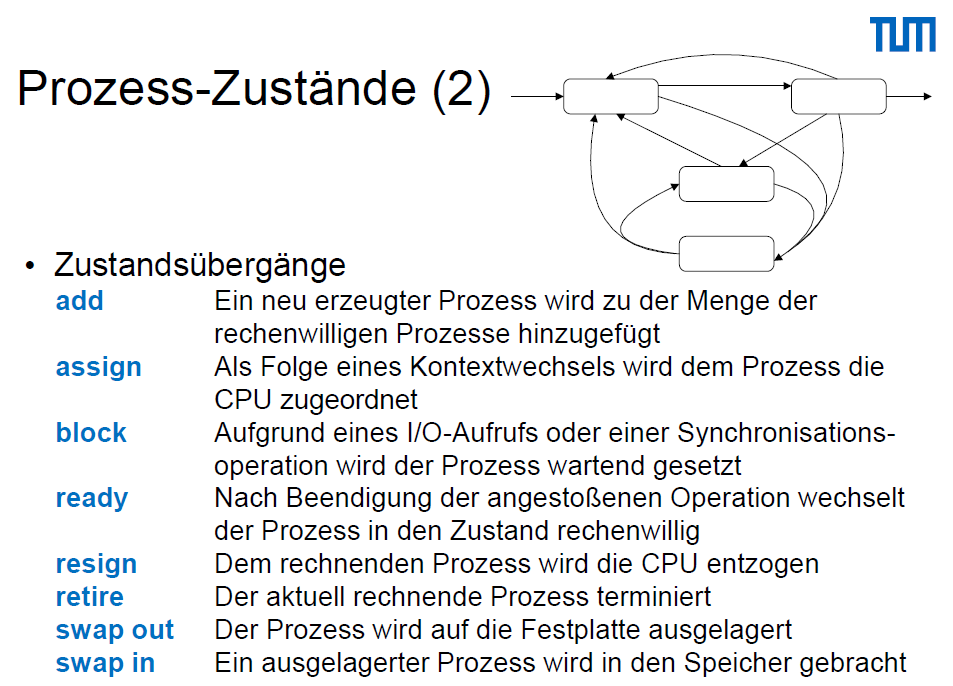 TUM
Prozess-Zustände (2)
• Zustandsübergänge
add Ein neu erzeugter Prozess wird zu der Menge der
rechenwilligen Prozesse hinzugefügt
assign Als Folge eines Kontextwechsels wird dem Prozess die
CPU zugeordnet
block Aufgrund eines I/O-Aufrufs oder einer Synchronisations-
operation wird der Prozess wartend gesetzt
ready Nach Beendigung der angestoßenen Operation wechselt
der Prozess in den Zustand rechenwillig
resign Dem rechnenden Prozess wird die CPU entzogen
retire Der aktuell rechnende Prozess terminiert
swap out Der Prozess wird auf die Festplatte ausgelagert
swap in Ein ausgelagerter Prozess wird in den Speicher gebracht